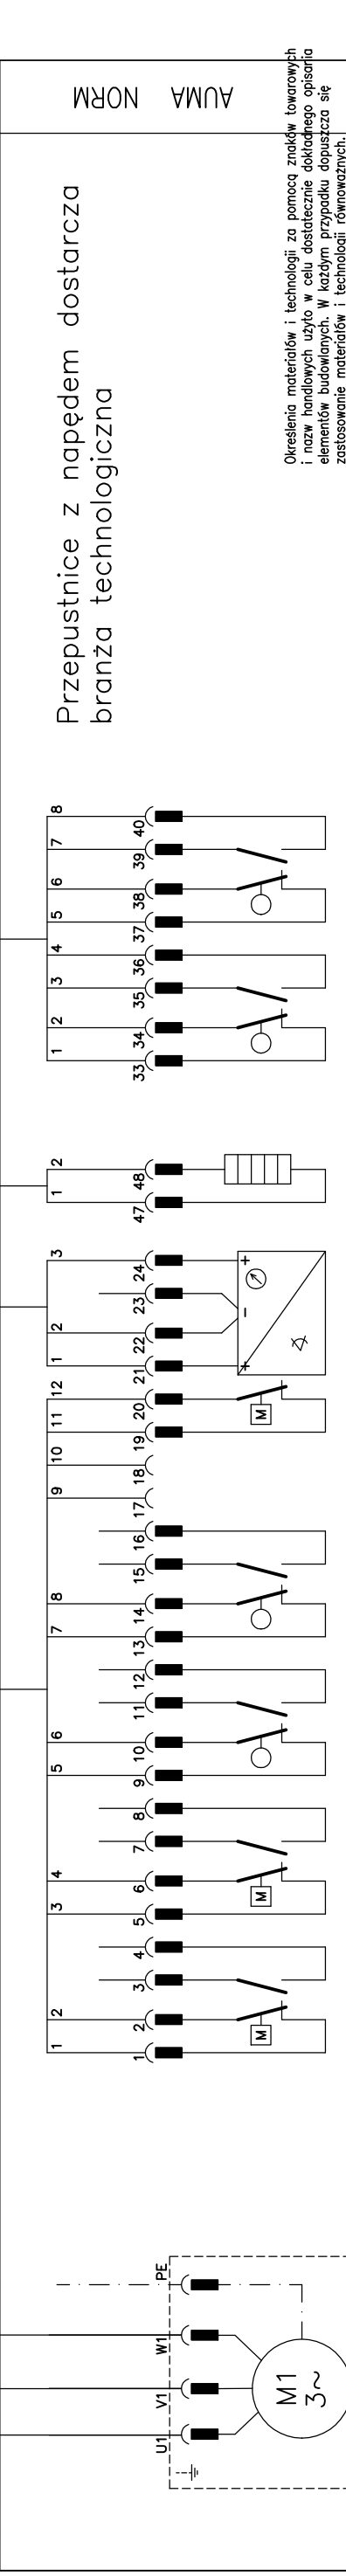 AUMA NORM
Przepustnice z napędem dostarcza
branża technologiczna
Określenia materiałów i technologii za pomocą znaków towarowych
i nazw handlowych użyto w celu dostatecznie dokładnego opisania
elementów budowlanych. W każdym przypadku dopuszcza się
zastosowanie materiałów i technologii równoważnych.
1 2 3 4 5 6 7 8 9 10 11 12 1 2 3 1 2 1 2 3 4 5 6 7 8
U1 V1 W1 PE 1 2 3 4 5 6 7 8 9 10 11 12 13 14 15 16 17 18 19 20 21 22 23 24 47 48 33 34 35 36 37 38 39 40
M M M + - +
M1
3~